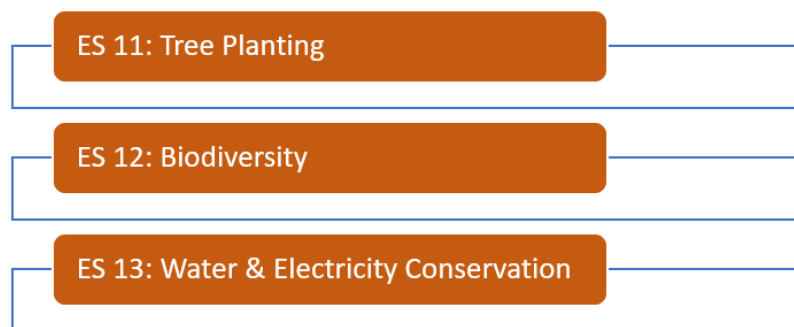 ES 11: Tree Planting
ES 12: Biodiversity
ES 13: Water & Electricity Conservation